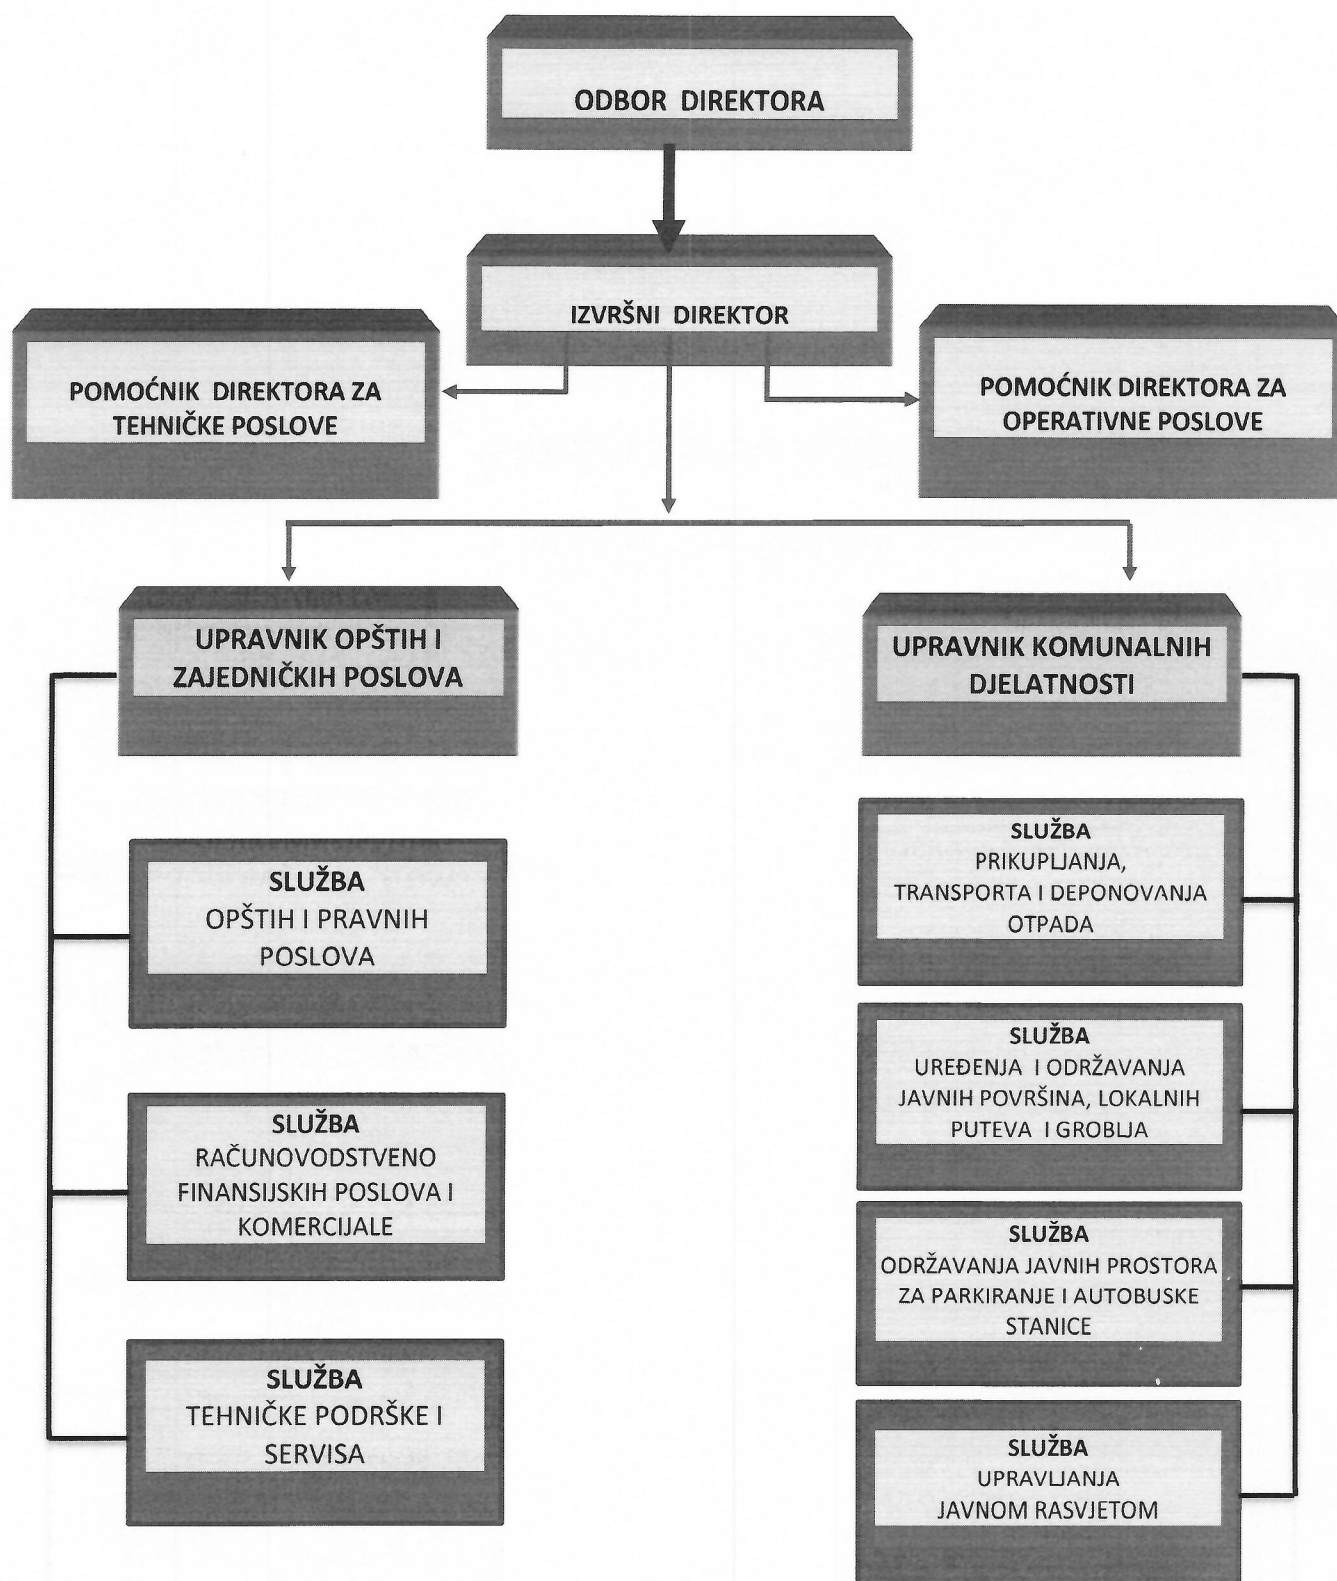 ODBOR DIREKTORA
IZVRŠNI DIREKTOR
POMOĆNIK DIREKTORA ZA
TEHNIČKE POSLOVE
POMOĆNIK DIREKTORA ZA
OPERATIVNE POSLOVE
UPRAVNIK OPŠTIH I
ZAJEDNIČKIH POSLOVA
SLUŽBA
OPŠTIH I PRAVNIH
POSLOVA
SLUŽBA
RAČUNOVODSTVENO
FINANSIJSKIH POSLOVA I
KOMERCIJALE
SLUŽBA
TEHNIČKE PODRŠKE I
SERVISA
UPRAVNIK KOMUNALNIH
DJELATNOSTI
SLUŽBA
PRIKUPLJANJA,
TRANSPORTA I DEPONOVANJA
OTPADA
SLUŽBA
UREĐENJA I ODRŽAVANJA
JAVNIH POVRŠINA, LOKALNIH
PUTEVA I GROBLJA
SLUŽBA
ODRŽAVANJA JAVNIH PROSTORA
ZA PARKIRANJE I AUTOBUSKE
STANICE
SLUŽBA
UPRAVLJANJA
JAVNOM RASVJETOM